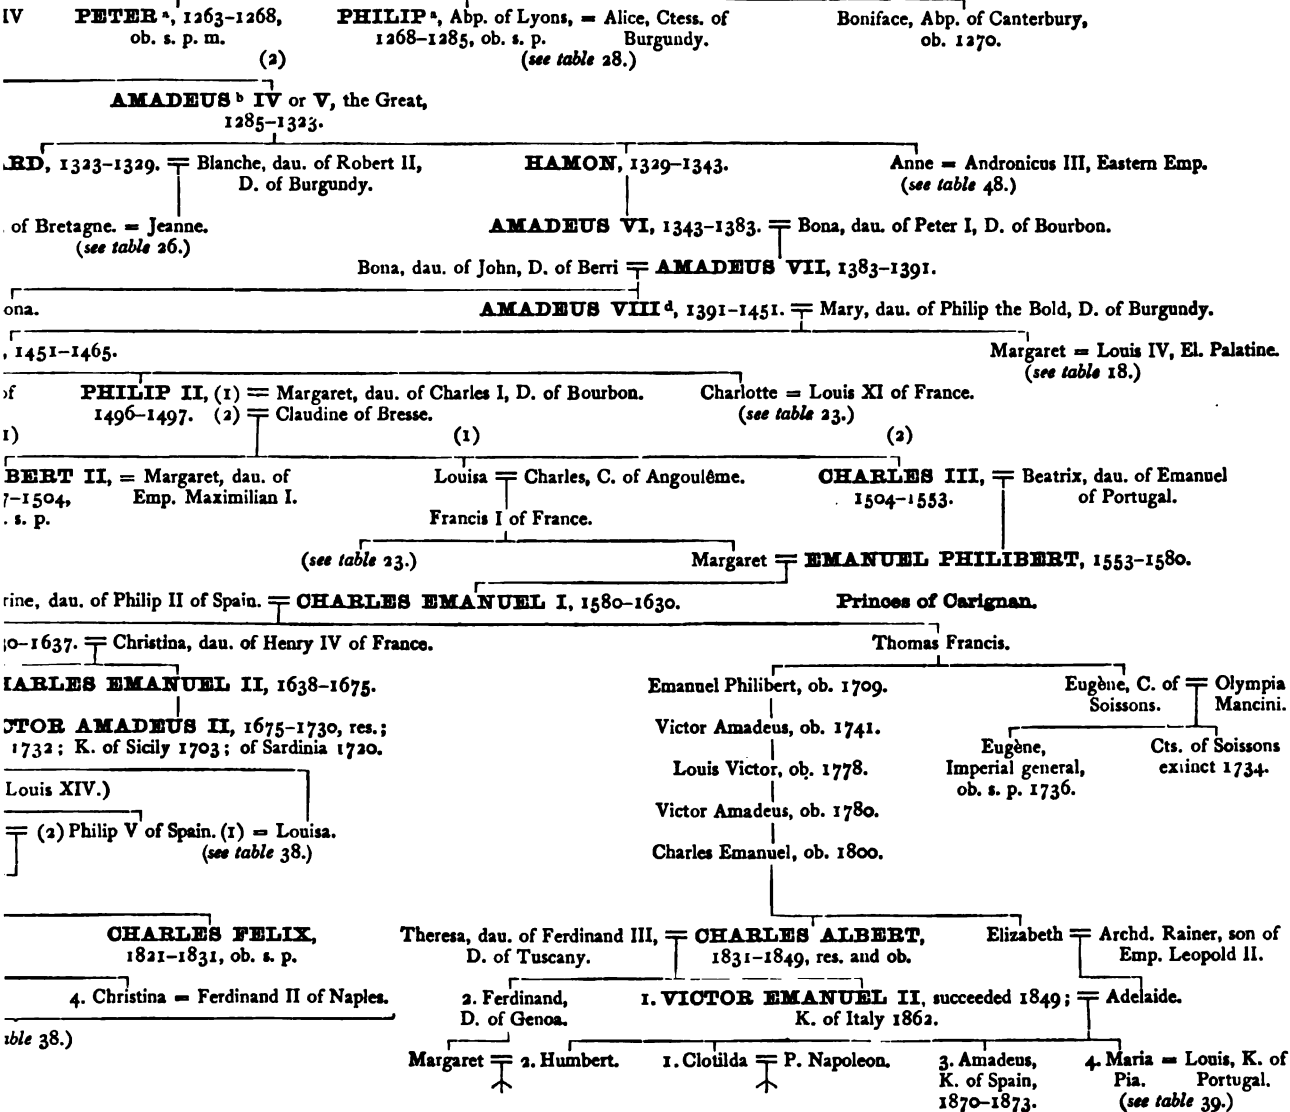 IV PETER ᵃ, 1263–1268, PHILIP ᵃ, Abp. of Lyons, = Alice, Ctess. of Boniface, Abp. of Canterbury,
ob. s. p. m. 1268–1285, ob. s. p. Burgundy. ob. 1270.
(2) (see table 28.)
AMADEUS ᵇ IV or V, the Great,
1285–1323.
RD, 1323–1329. = Blanche, dau. of Robert II, HAMON, 1329–1343. Anne = Andronicus III, Eastern Emp.
D. of Burgundy. (see table 48.)
of Bretagne. = Jeanne. AMADEUS VI, 1343–1383. = Bona, dau. of Peter I, D. of Bourbon.
(see table 26.)
Bona, dau. of John, D. of Berri = AMADEUS VII, 1383–1391.
ona. AMADEUS VIII ᵈ, 1391–1451. = Mary, dau. of Philip the Bold, D. of Burgundy.
, 1451–1465. Margaret = Louis IV, El. Palatine.
(see table 18.)
of PHILIP II, (1) = Margaret, dau. of Charles I, D. of Bourbon. Charlotte = Louis XI of France.
1496–1497. (2) = Claudine of Bresse. (see table 23.)
1) (1) (2)
BERT II, = Margaret, dau. of Louisa = Charles, C. of Angoulême. CHARLES III, = Beatrix, dau. of Emanuel
7–1504, Emp. Maximilian I. 1504–1553. of Portugal.
. s. p. Francis I of France.
(see table 23.) Margaret = EMANUEL PHILIBERT, 1553–1580.
rine, dau. of Philip II of Spain. = CHARLES EMANUEL I, 1580–1630. Princes of Carignan.
30–1637. = Christina, dau. of Henry IV of France. Thomas Francis.
HARLES EMANUEL II, 1638–1675. Emanuel Philibert, ob. 1709. Eugène, C. of = Olympia
Soissons. Mancini.
CTOR AMADEUS II, 1675–1730, res.; Victor Amadeus, ob. 1741.
1732; K. of Sicily 1703; of Sardinia 1720. Eugène, Cts. of Soissons
Louis Victor, ob. 1778. Imperial general, extinct 1734.
Louis XIV.) ob. s. p. 1736.
Victor Amadeus, ob. 1780.
= (2) Philip V of Spain. (1) = Louisa.
(see table 38.) Charles Emanuel, ob. 1800.
CHARLES FELIX, Theresa, dau. of Ferdinand III, = CHARLES ALBERT, Elizabeth = Archd. Rainer, son of
1821–1831, ob. s. p. D. of Tuscany. 1831–1849, res. and ob. Emp. Leopold II.
4. Christina = Ferdinand II of Naples. 2. Ferdinand, 1. VICTOR EMANUEL II, succeeded 1849; = Adelaide.
D. of Genoa. K. of Italy 1862.
able 38.)
Margaret = 2. Humbert. 1. Clotilda = P. Napoleon. 3. Amadeus, 4. Maria = Louis, K. of
K. of Spain, Pia. Portugal.
1870–1873. (see table 39.)